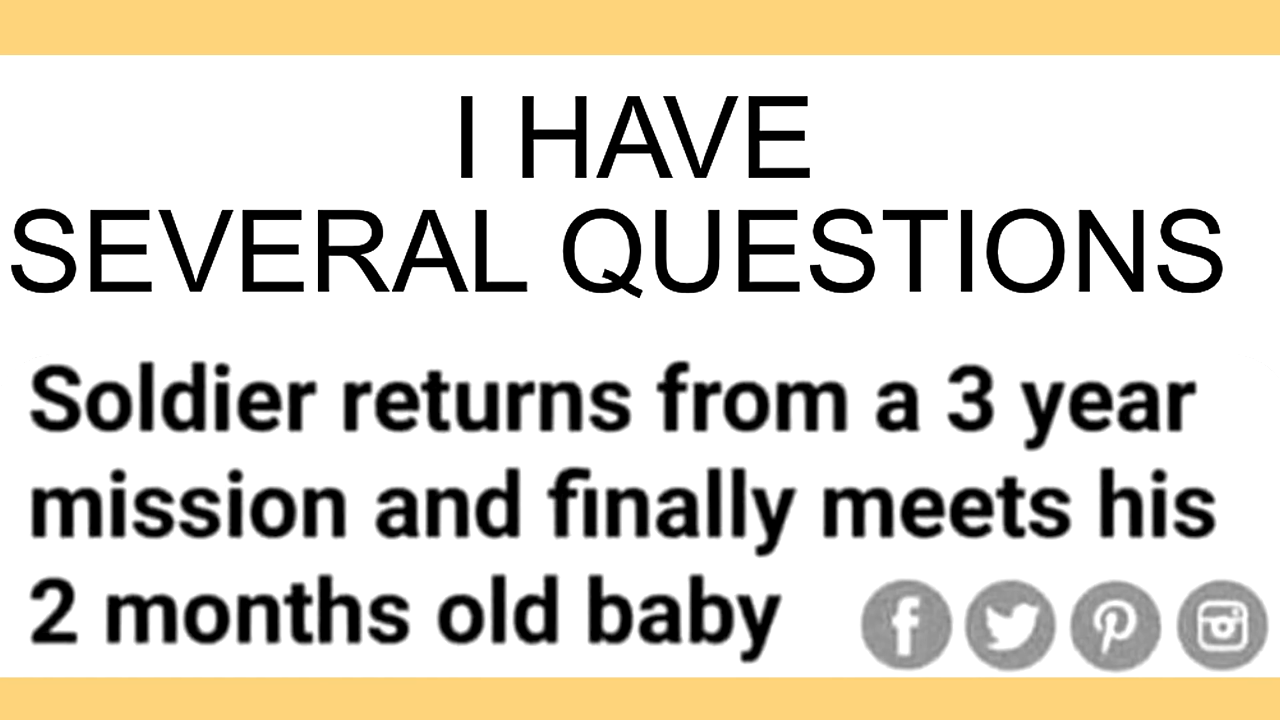 I HAVE
SEVERAL QUESTIONS
Soldier returns from a 3 year
mission and finally meets his
2 months old baby